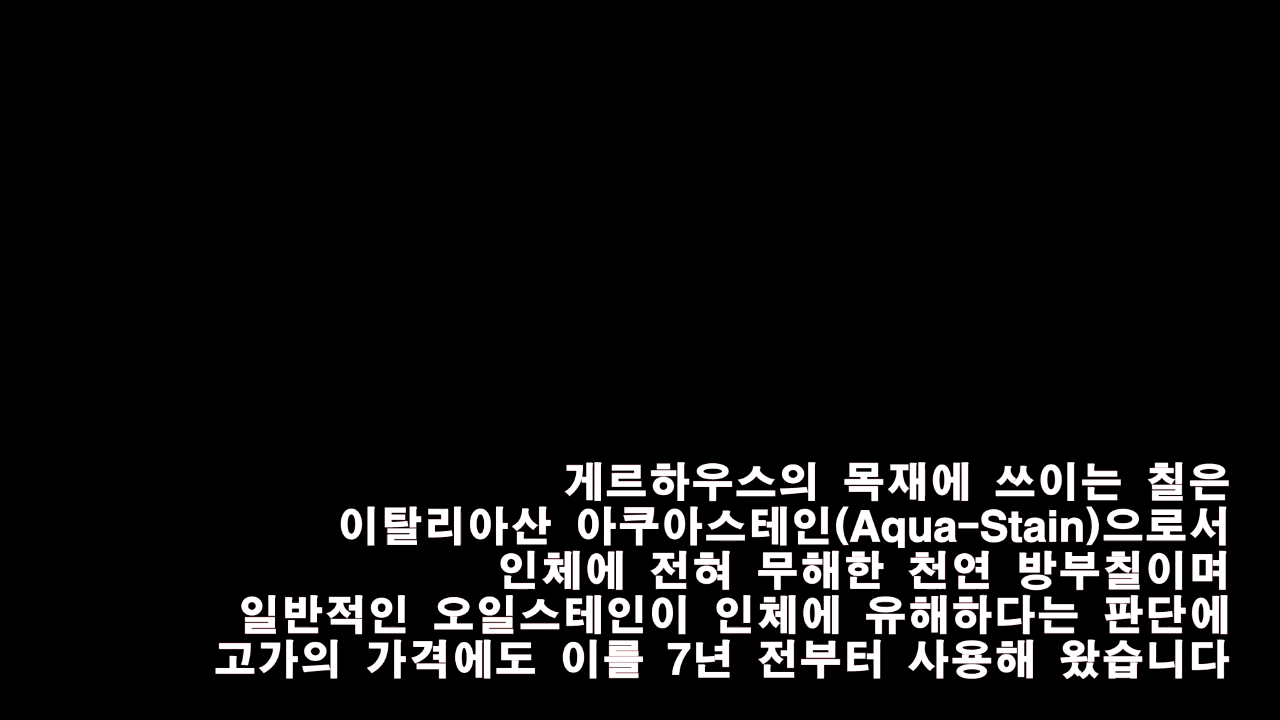 게르하우스의 목재에 쓰이는 칠은
이탈리아산 아쿠아스테인(Aqua-Stain)으로서
인체에 전혀 무해한 천연 방부칠이며
일반적인 오일스테인이 인체에 유해하다는 판단에
고가의 가격에도 이를 7년 전부터 사용해 왔습니다